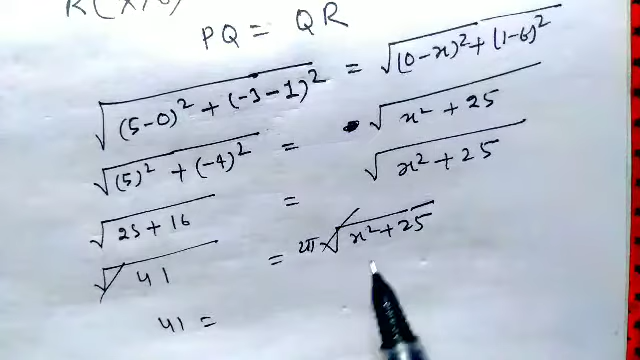 R(x,6)
PQ = QR
√((5-0)² + (-3-1)²) = √((0-x)² + (1-6)²)
√((5)² + (-4)²) = √(x² + 25)
√(25 + 16) = √(x² + 25)
√41 = √(x² + 25)
41 =